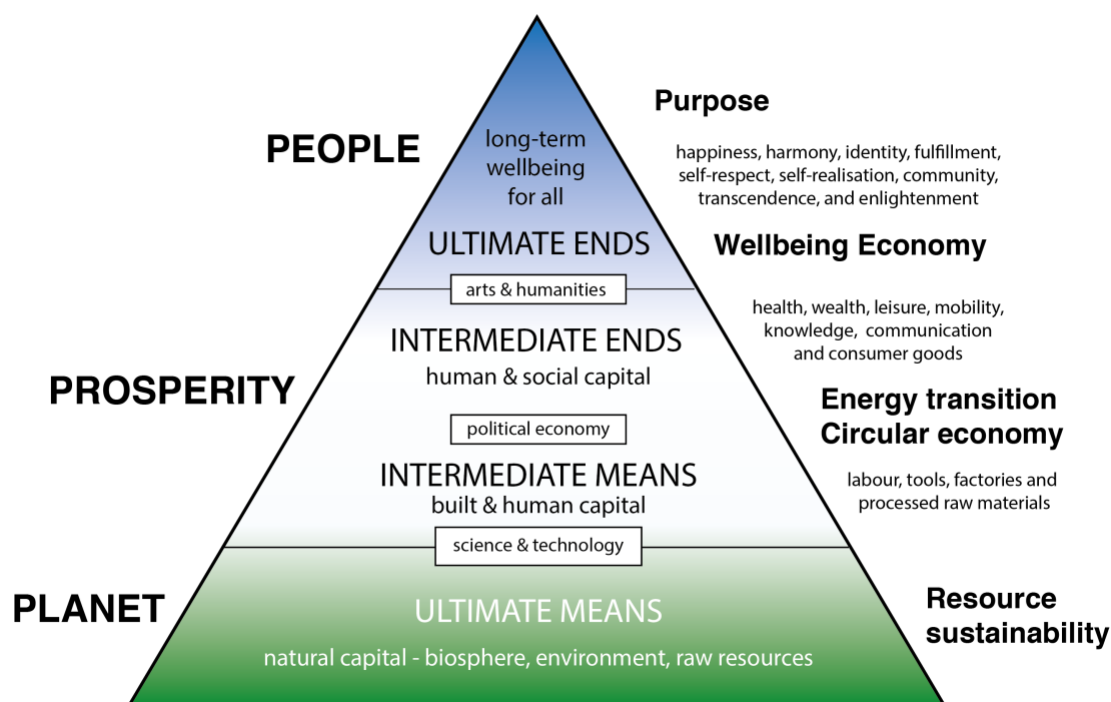 Purpose
PEOPLE
long-term
wellbeing
for all
happiness, harmony, identity, fulfillment,
self-respect, self-realisation, community,
transcendence, and enlightenment
ULTIMATE ENDS
Wellbeing Economy
arts & humanities
health, wealth, leisure, mobility,
knowledge, communication
and consumer goods
INTERMEDIATE ENDS
human & social capital
PROSPERITY
Energy transition
Circular economy
political economy
INTERMEDIATE MEANS
built & human capital
labour, tools, factories and
processed raw materials
science & technology
PLANET
ULTIMATE MEANS
natural capital - biosphere, environment, raw resources
Resource
sustainability